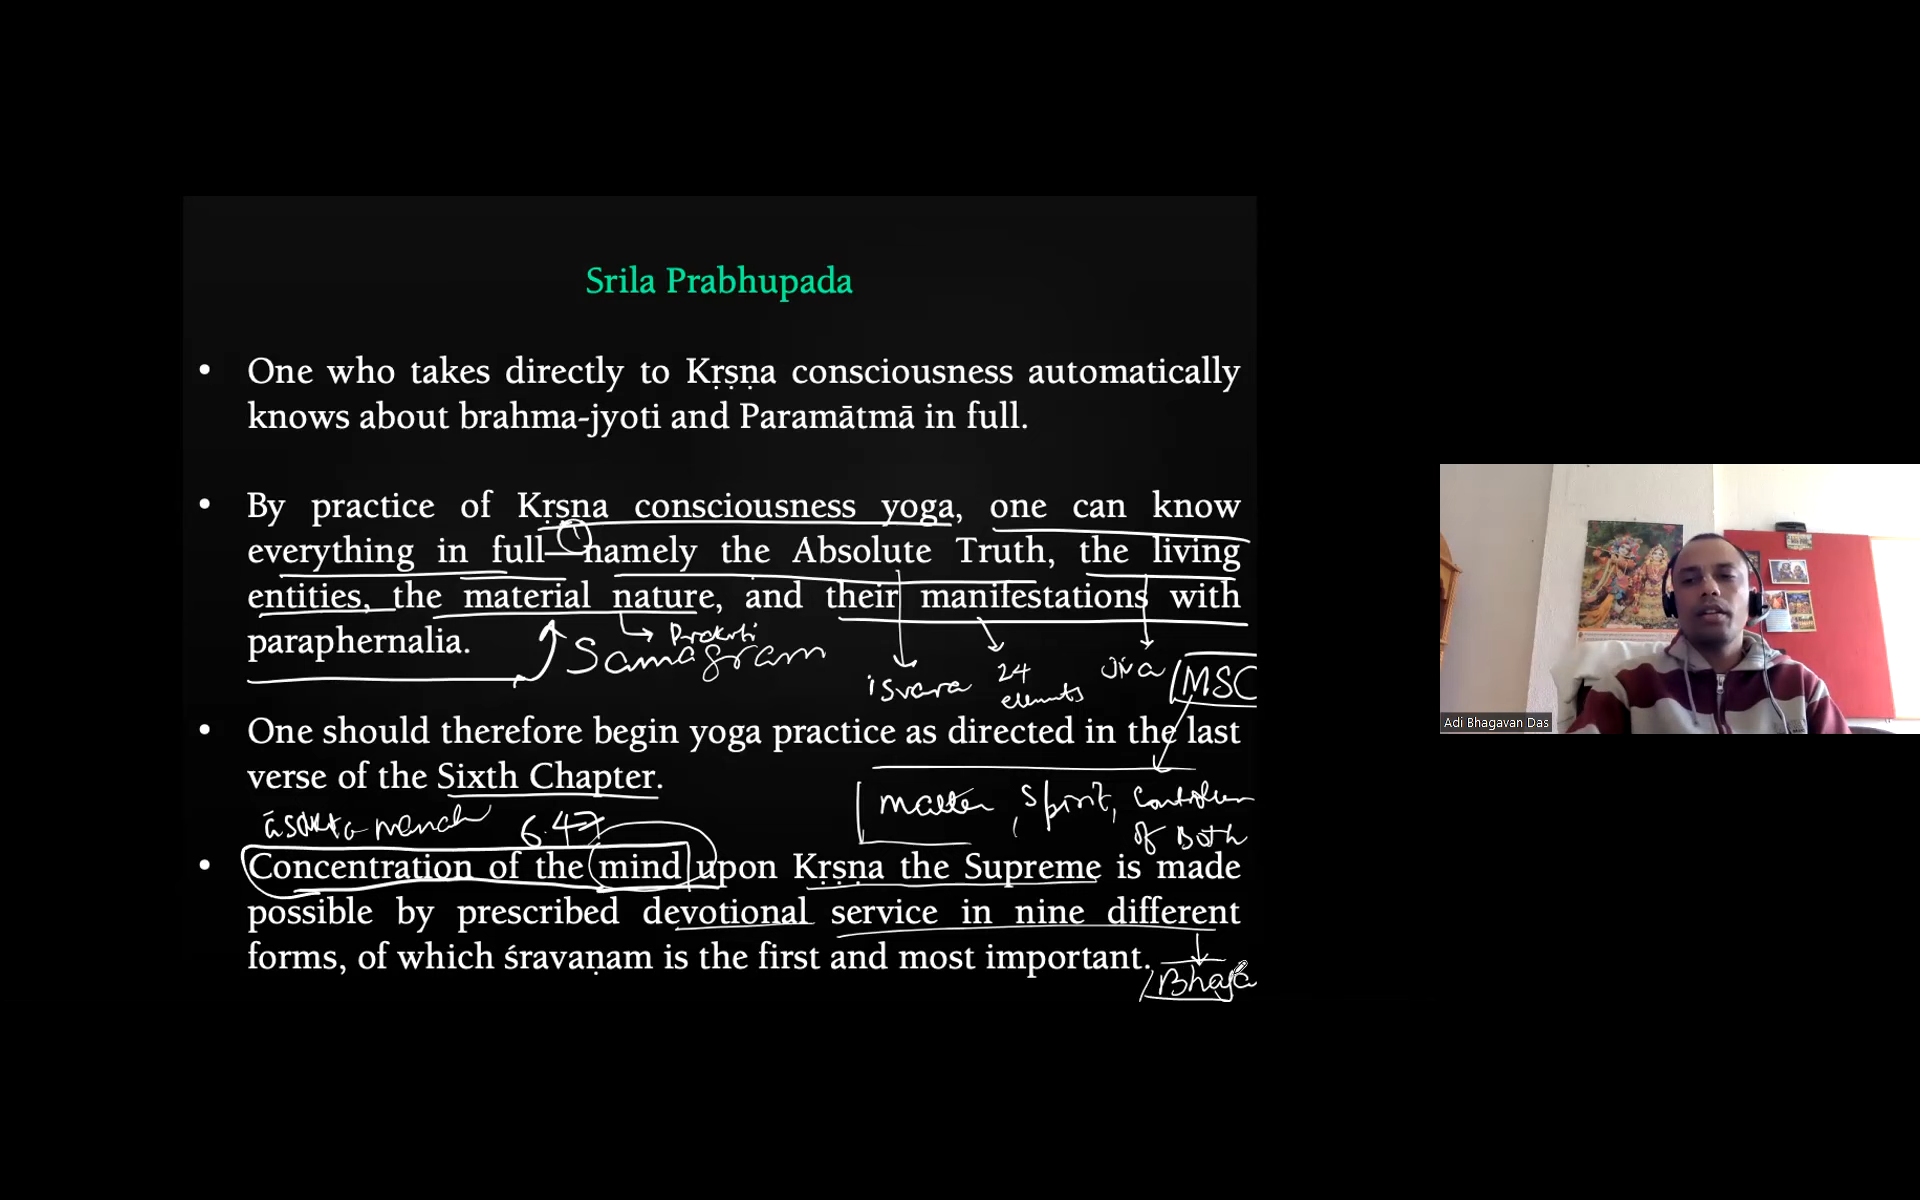 Srila Prabhupada
• One who takes directly to Kṛṣṇa consciousness automatically
knows about brahma-jyoti and Paramātmā in full.
• By practice of Kṛṣṇa consciousness yoga, one can know
everything in full—namely the Absolute Truth, the living
entities, the material nature, and their manifestations with
paraphernalia.
Prakrti
Samagram
isvara
24
elements
Jiva
MSC
• One should therefore begin yoga practice as directed in the last
verse of the Sixth Chapter.
matter, spirit, Controller
of Both
6.47
• Concentration of the mind upon Kṛṣṇa the Supreme is made
possible by prescribed devotional service in nine different
forms, of which śravaṇam is the first and most important.
Adi Bhagavan Das